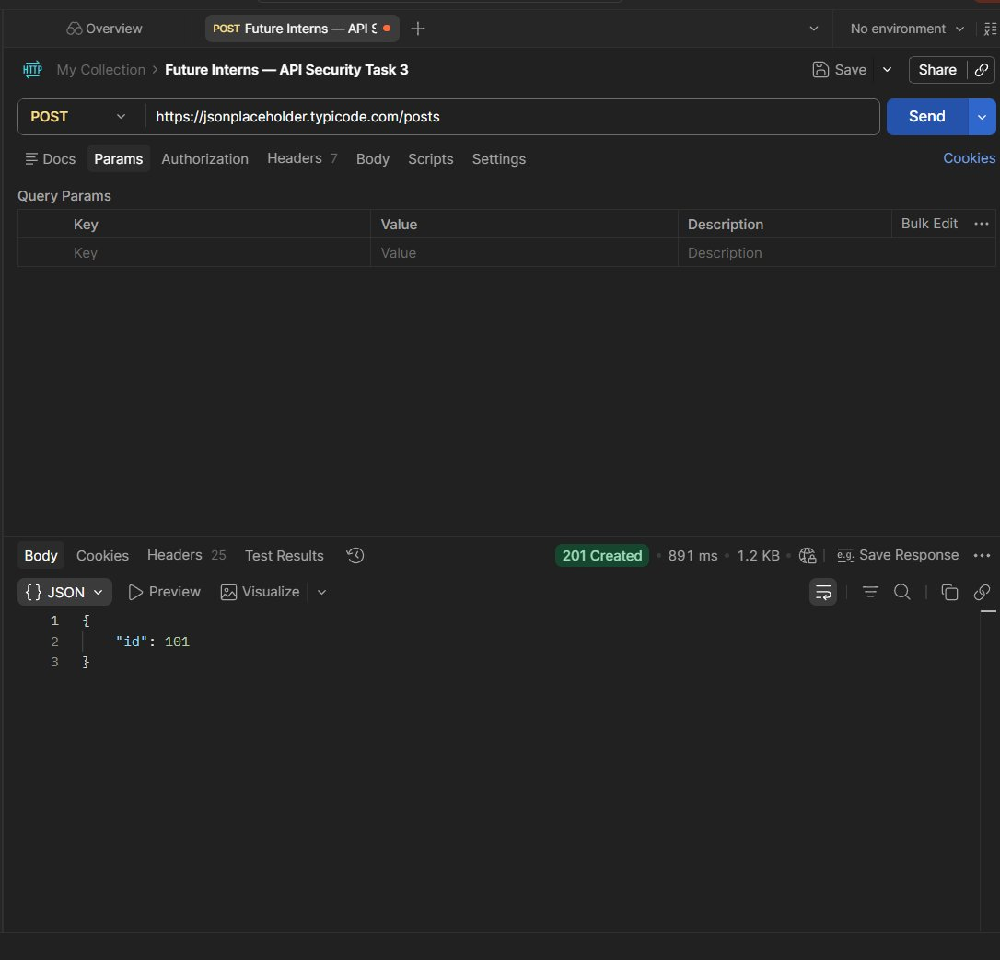 Overview
POST Future Interns — API S
No environment
HTTP My Collection > Future Interns — API Security Task 3
Save
Share
POST
https://jsonplaceholder.typicode.com/posts
Send
Docs Params Authorization Headers 7 Body Scripts Settings
Cookies
Query Params
Key Value Description Bulk Edit
Key Value Description
Body Cookies Headers 25 Test Results
201 Created • 891 ms • 1.2 KB
e.g. Save Response
{ } JSON Preview Visualize
1 {
2 "id": 101
3 }